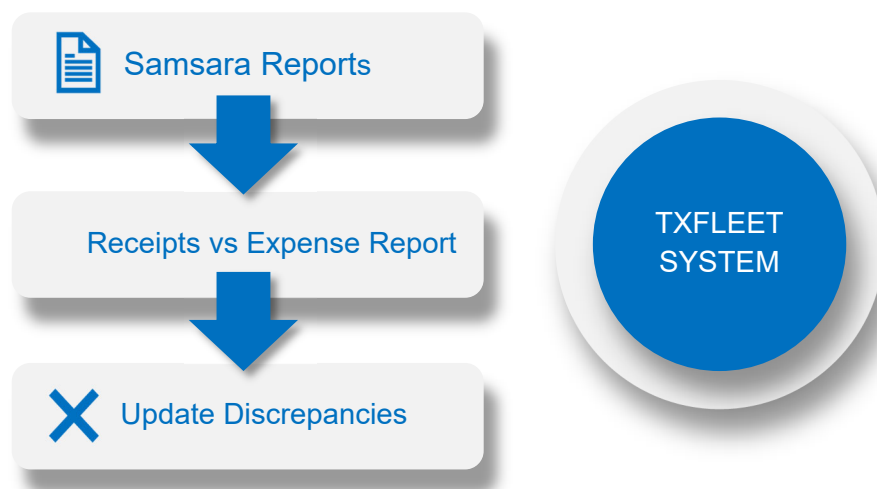 Samsara Reports
Receipts vs Expense Report
Update Discrepancies
TXFLEET
SYSTEM